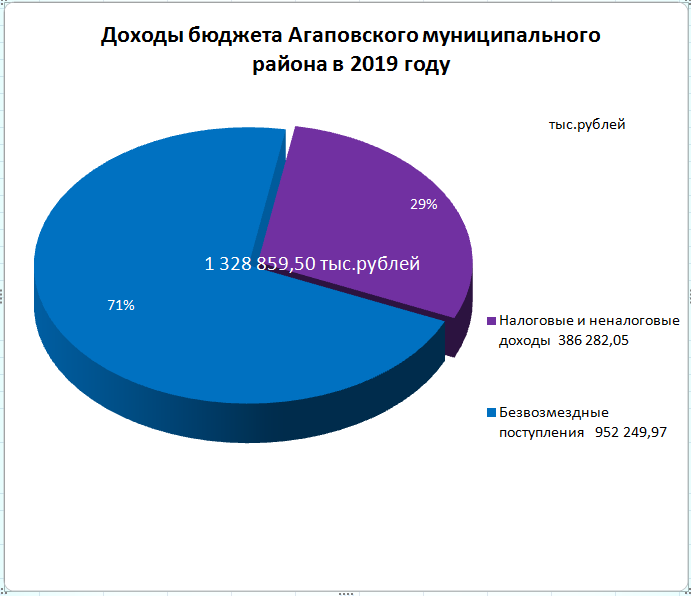 Доходы бюджета Агаповского муниципального
района в 2019 году
тыс.рублей
29%
1 328 859,50 тыс.рублей
71%
Налоговые и неналоговые
доходы 386 282,05
Безвозмездные
поступления 952 249,97